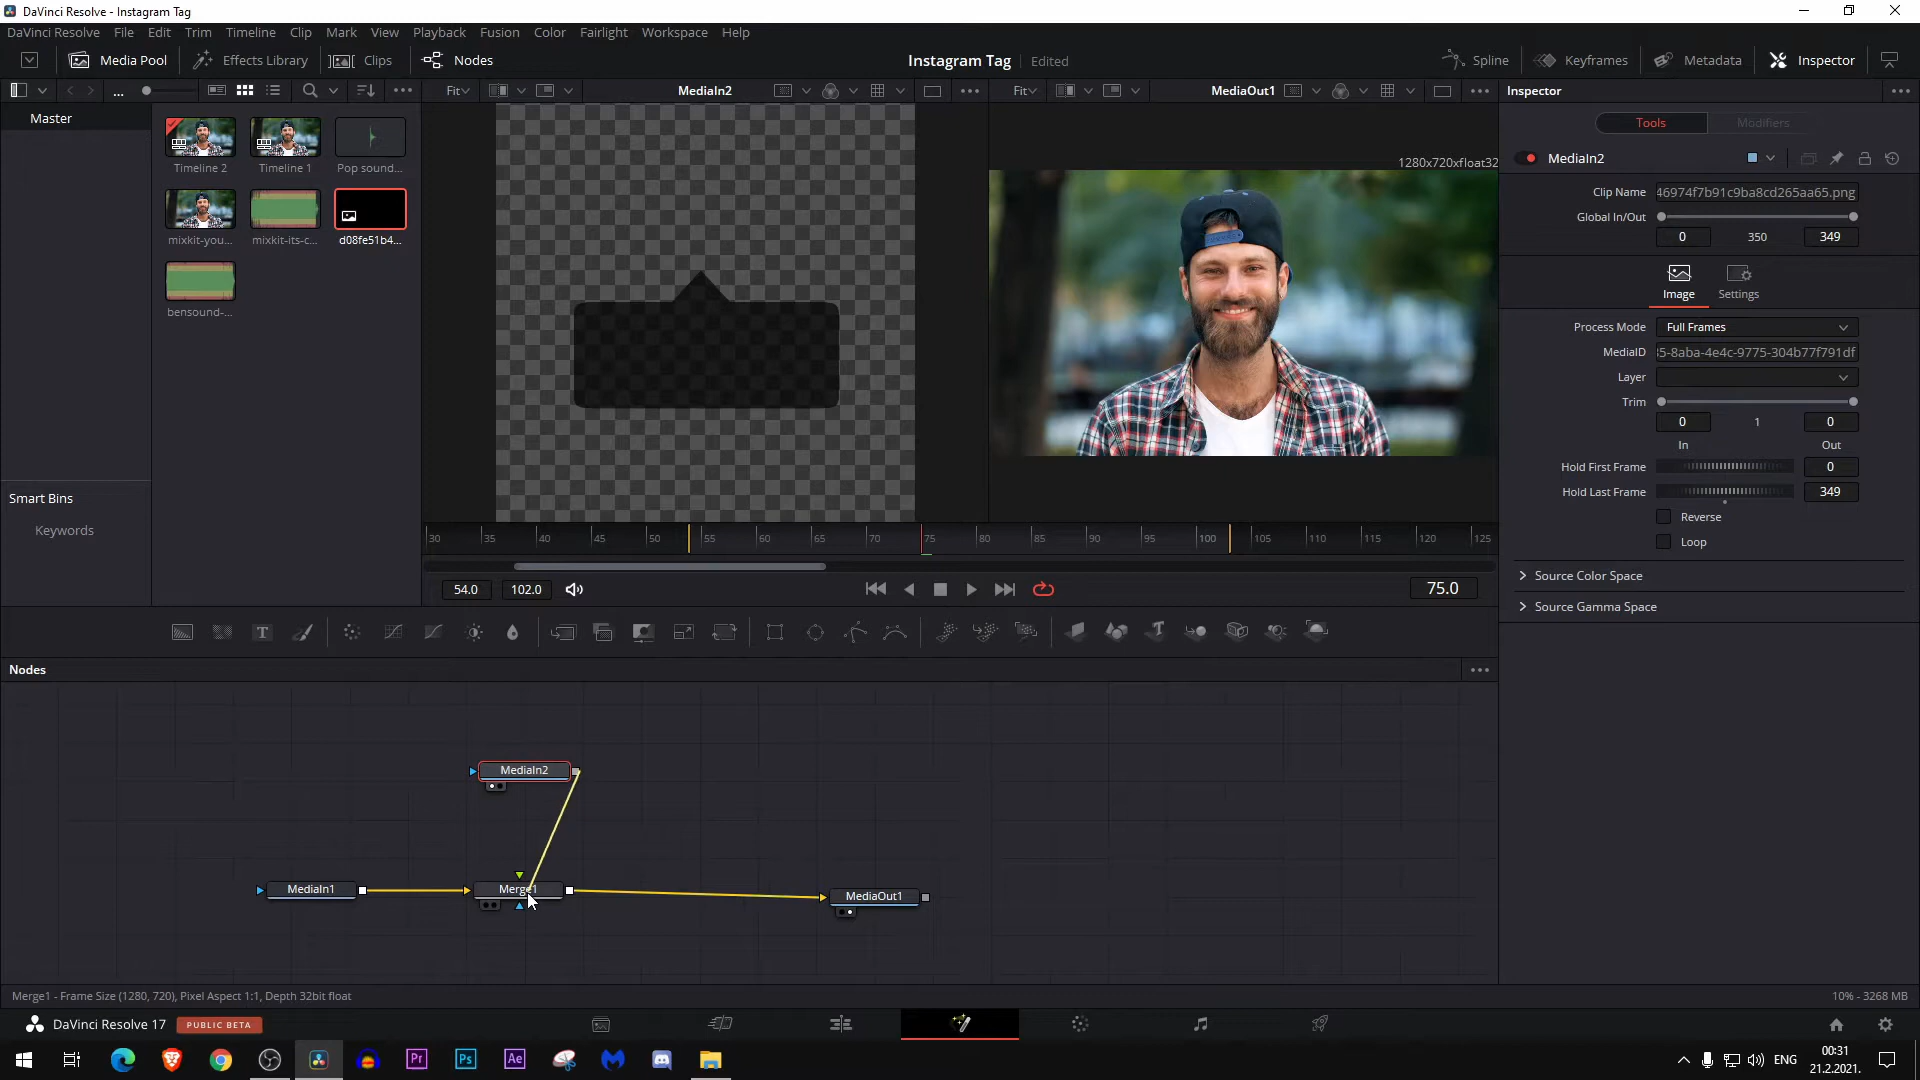 DaVinci Resolve - Instagram Tag
DaVinci Resolve File Edit Trim Timeline Clip Mark View Playback Fusion Color Fairlight Workspace Help
Media Pool Effects Library Clips Nodes Instagram Tag Edited Spline Keyframes Metadata Inspector
... Fit MediaIn2 Fit MediaOut1 Inspector
Master
Tools Modifiers
Timeline 2 Timeline 1 Pop sound...
1280x720xfloat32
MediaIn2
Clip Name 46974f7b91c9ba8cd265aa65.png
Global In/Out
0 350 349
mixkit-you... mixkit-its-c... d08fe51b4...
Image Settings
bensound-...
Process Mode Full Frames
MediaID 35-8aba-4e4c-9775-304b77f791df
Layer
Trim
0 1 0
In Out
Hold First Frame 0
Hold Last Frame 349
Reverse
Loop
Smart Bins
Keywords
30 35 40 45 50 55 60 65 70 75 80 85 90 95 100 105 110 115 120 125
54.0 102.0 75.0
Source Color Space
Source Gamma Space
Nodes
MediaIn2
MediaIn1 Merge1 MediaOut1
Merge1 - Frame Size (1280, 720), Pixel Aspect 1:1, Depth 32bit float 10% - 3268 MB
DaVinci Resolve 17 PUBLIC BETA
Pr Ps Ae ENG 00:31
21.2.2021.